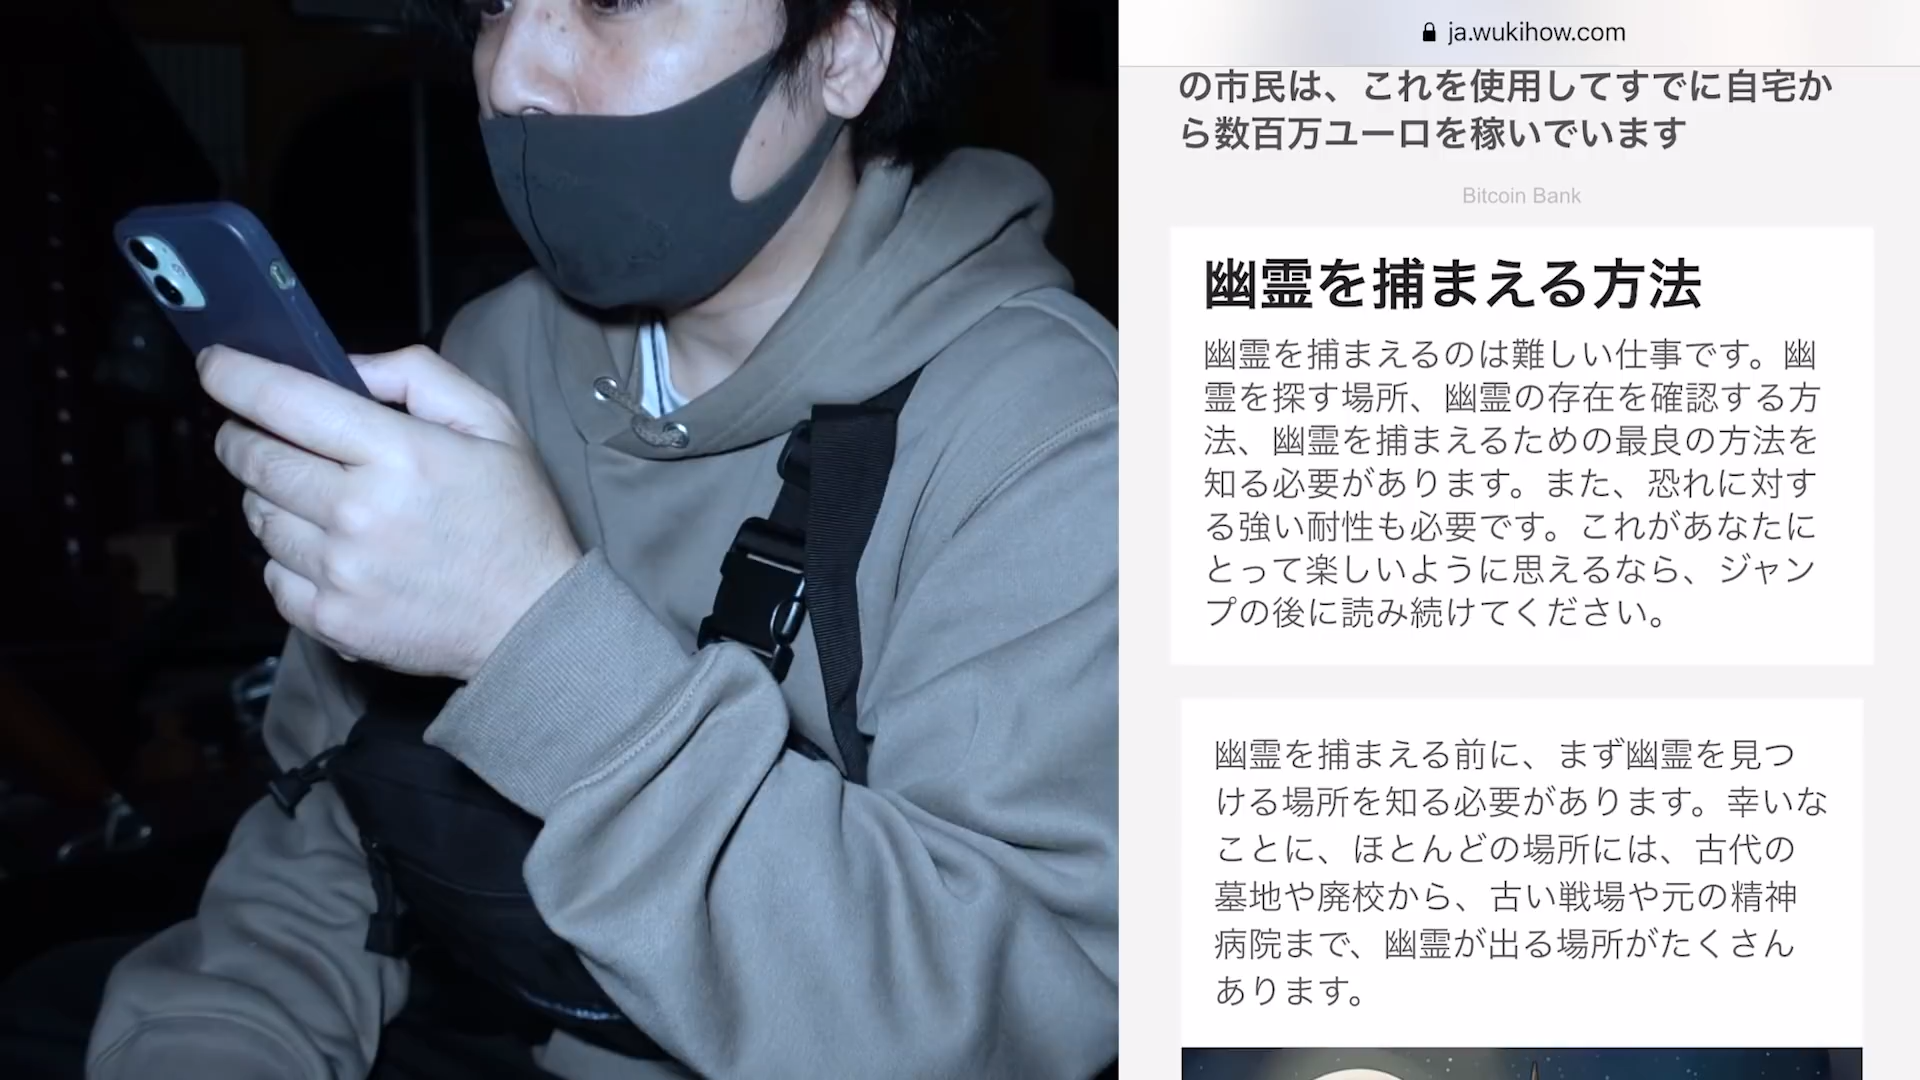 ja.wukihow.com
の市民は、これを使用してすでに自宅か
ら数百万ユーロを稼いでいます
Bitcoin Bank
幽霊を捕まえる方法
幽霊を捕まえるのは難しい仕事です。幽
霊を探す場所、幽霊の存在を確認する方
法、幽霊を捕まえるための最良の方法を
知る必要があります。また、恐れに対す
る強い耐性も必要です。これがあなたに
とって楽しいように思えるなら、ジャン
プの後に読み続けてください。
幽霊を捕まえる前に、まず幽霊を見つ
ける場所を知る必要があります。幸いな
ことに、ほとんどの場所には、古代の
墓地や廃校から、古い戦場や元の精神
病院まで、幽霊が出る場所がたくさん
あります。